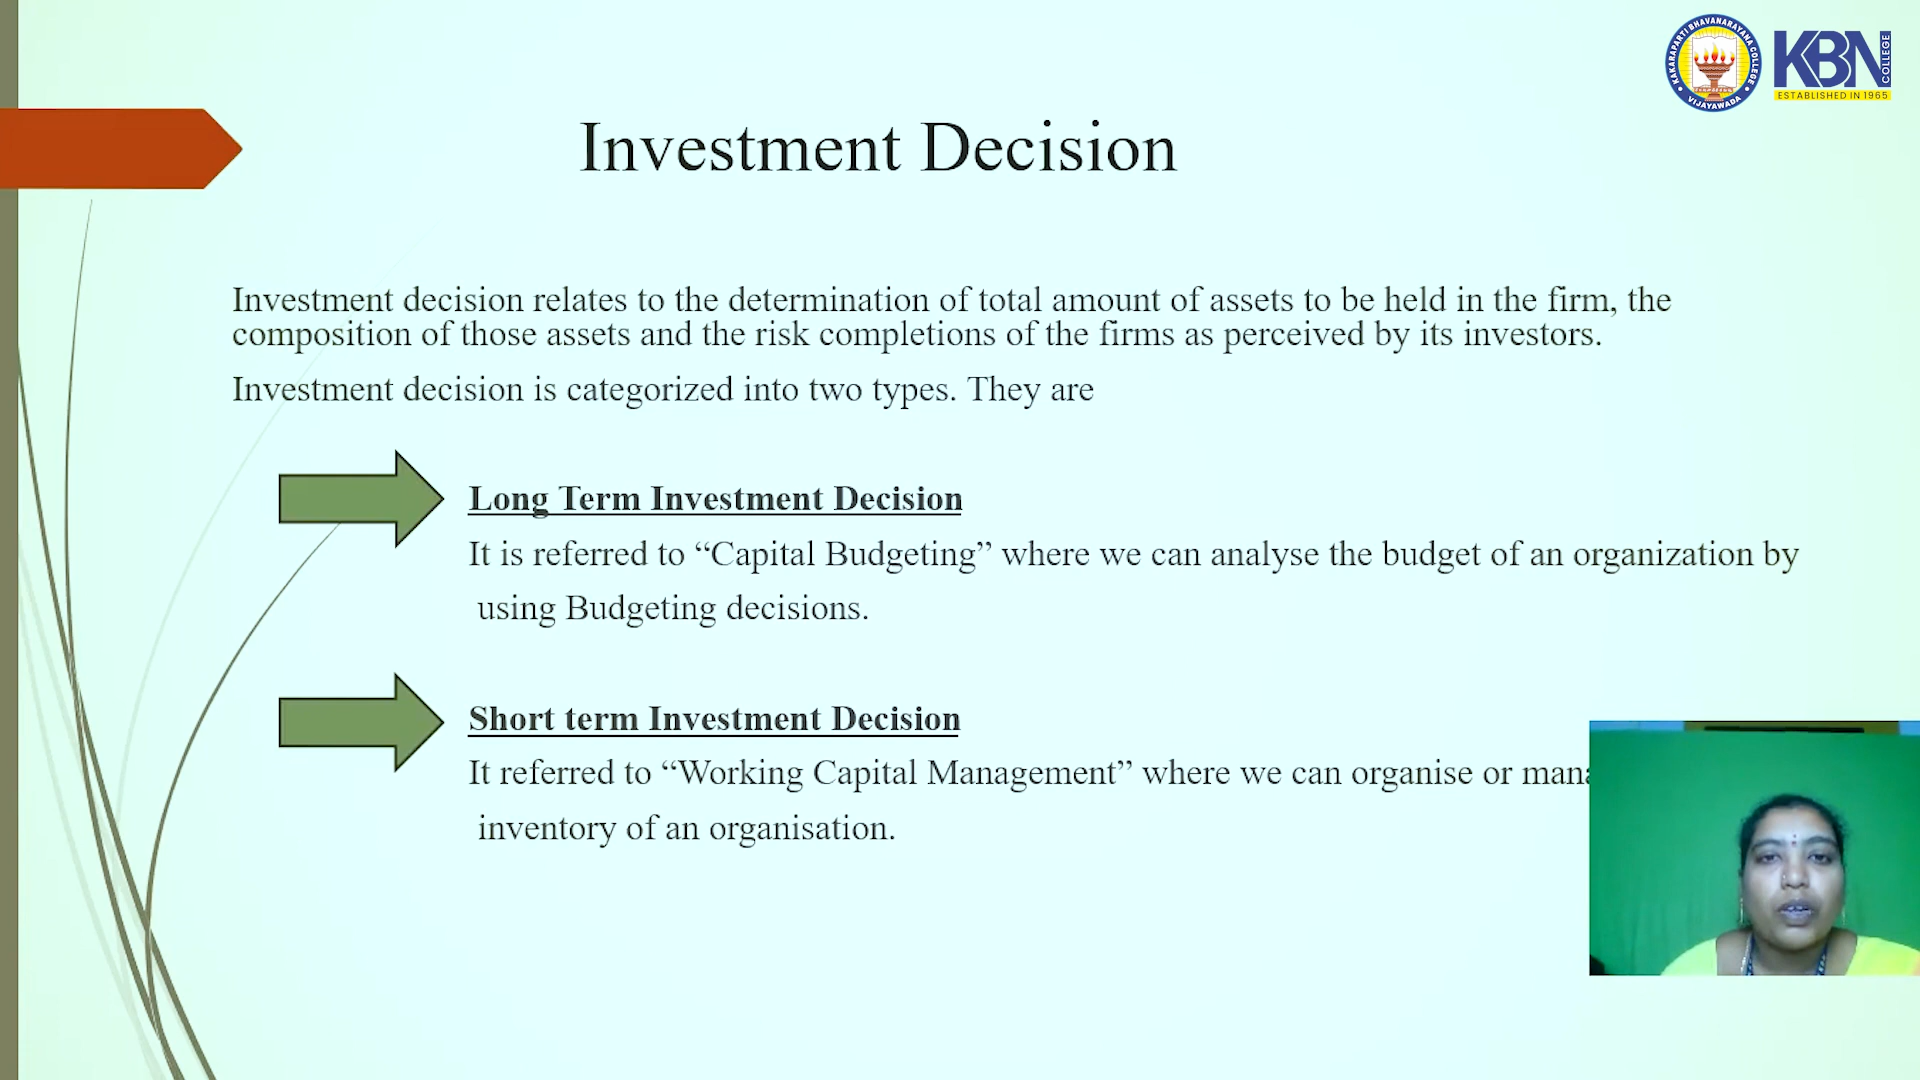 KAKARAPARTI BHAVANARAYANA COLLEGE
VIJAYAWADA
KBN
COLLEGE
ESTABLISHED IN 1965
Investment Decision
Investment decision relates to the determination of total amount of assets to be held in the firm, the
composition of those assets and the risk completions of the firms as perceived by its investors.
Investment decision is categorized into two types. They are
Long Term Investment Decision
It is referred to “Capital Budgeting” where we can analyse the budget of an organization by
using Budgeting decisions.
Short term Investment Decision
It referred to “Working Capital Management” where we can organise or
inventory of an organisation.